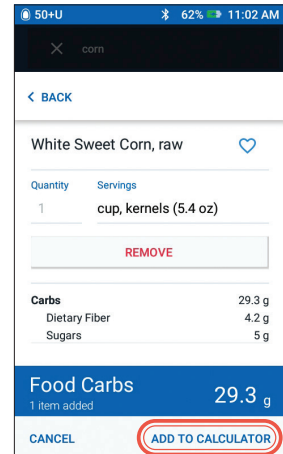 50+U 62% 11:02 AM
corn
BACK
White Sweet Corn, raw
Quantity Servings
1 cup, kernels (5.4 oz)
REMOVE
Carbs 29.3 g
Dietary Fiber 4.2 g
Sugars 5 g
Food Carbs 29.3 g
1 item added
CANCEL ADD TO CALCULATOR